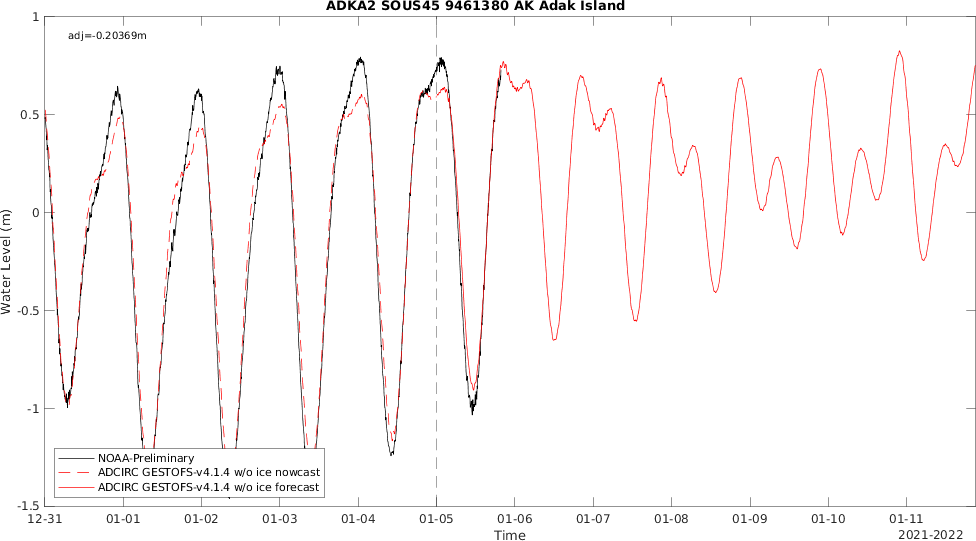 ADKA2 SOUS45 9461380 AK Adak Island
adj=-0.20369m
1
0.5
0
-0.5
-1
-1.5
Water Level (m)
NOAA-Preliminary
ADCIRC GESTOFS-v4.1.4 w/o ice nowcast
ADCIRC GESTOFS-v4.1.4 w/o ice forecast
12-31 01-01 01-02 01-03 01-04 01-05 01-06 01-07 01-08 01-09 01-10 01-11
Time
2021-2022